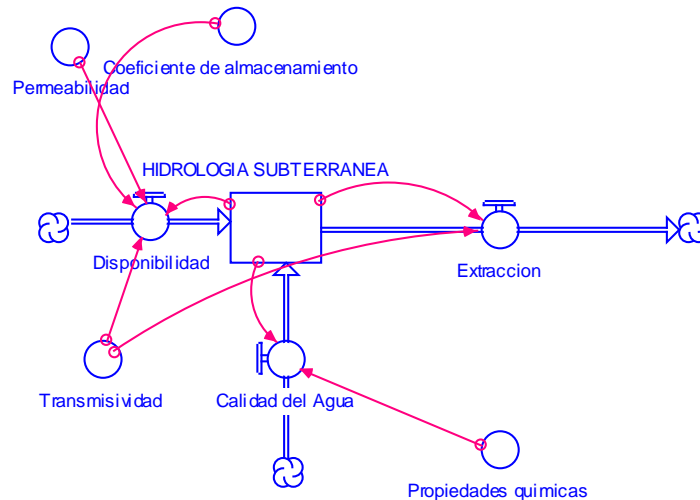 Coeficiente de almacenamiento
Permeabilidad
HIDROLOGIA SUBTERRANEA
Disponibilidad
Extraccion
Transmisividad
Calidad del Agua
Propiedades quimicas